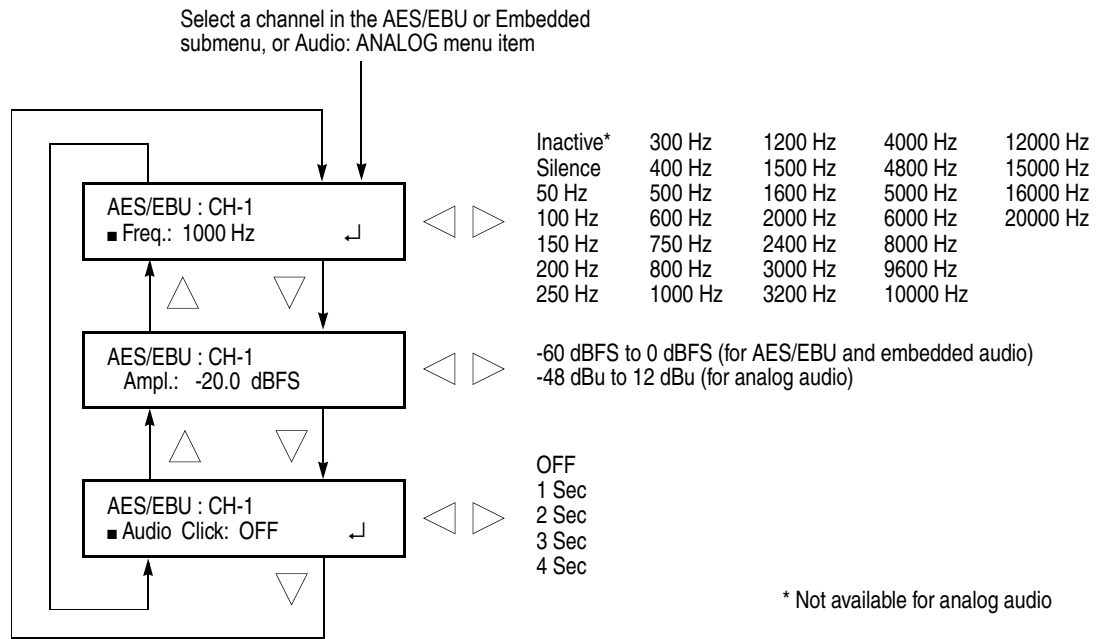 Select a channel in the AES/EBU or Embedded
submenu, or Audio: ANALOG menu item
AES/EBU : CH-1
■ Freq.: 1000 Hz ↵
Inactive* 300 Hz 1200 Hz 4000 Hz 12000 Hz
Silence 400 Hz 1500 Hz 4800 Hz 15000 Hz
50 Hz 500 Hz 1600 Hz 5000 Hz 16000 Hz
100 Hz 600 Hz 2000 Hz 6000 Hz 20000 Hz
150 Hz 750 Hz 2400 Hz 8000 Hz
200 Hz 800 Hz 3000 Hz 9600 Hz
250 Hz 1000 Hz 3200 Hz 10000 Hz
AES/EBU : CH-1
Ampl.: -20.0 dBFS
-60 dBFS to 0 dBFS (for AES/EBU and embedded audio)
-48 dBu to 12 dBu (for analog audio)
AES/EBU : CH-1
■ Audio Click: OFF ↵
OFF
1 Sec
2 Sec
3 Sec
4 Sec
* Not available for analog audio